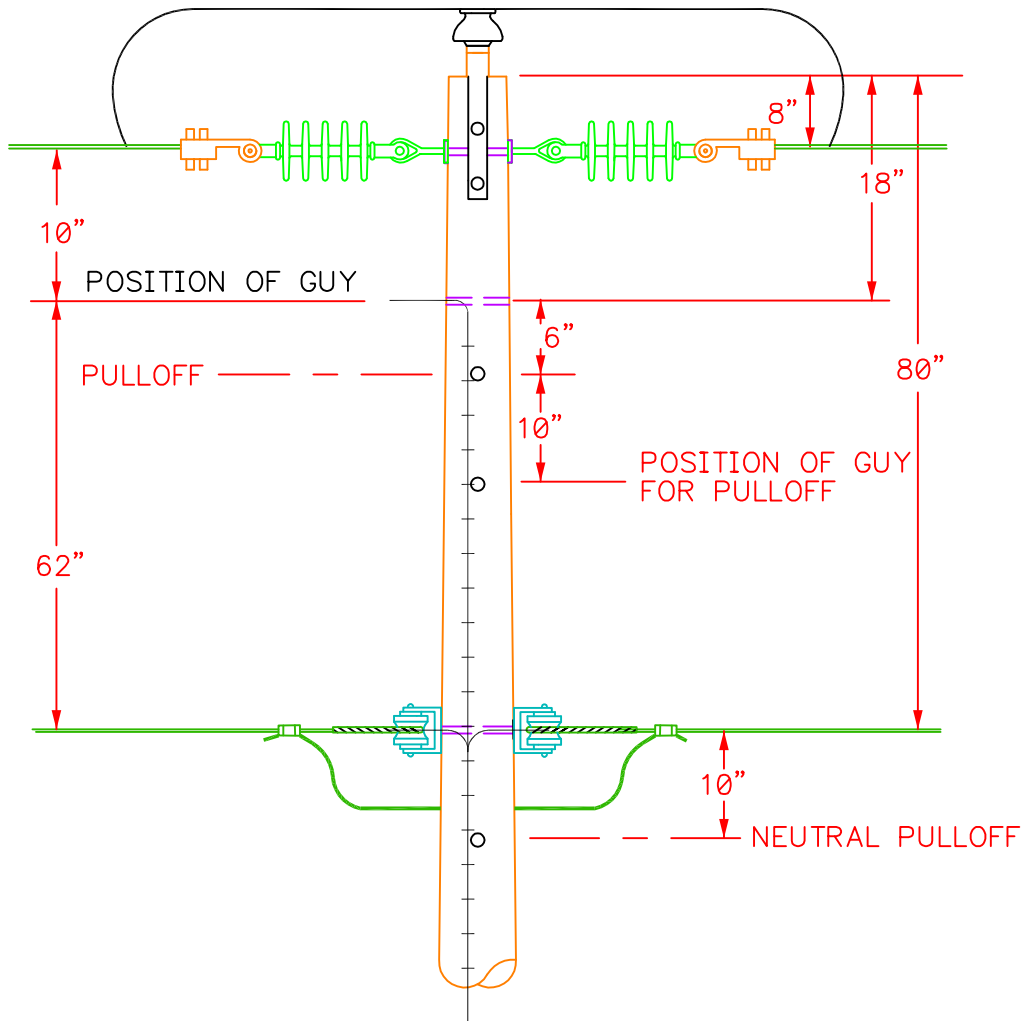 8”
18”
10”
POSITION OF GUY
6”
80”
PULLOFF
10”
POSITION OF GUY
FOR PULLOFF
62”
10”
NEUTRAL PULLOFF